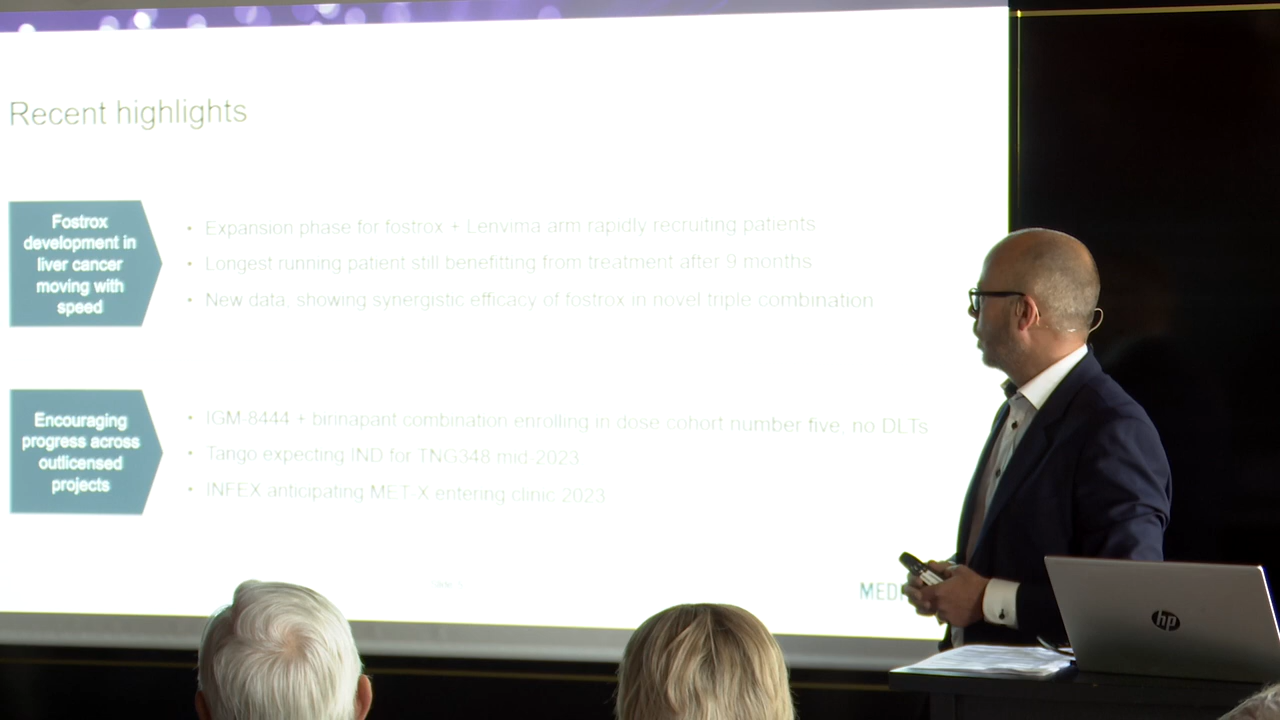 Recent highlights
Fostrox
development in
liver cancer
moving with
speed
• Expansion phase for fostrox + Lenvima arm rapidly recruiting patients
• Longest running patient still benefitting from treatment after 9 months
• New data: showing synergistic efficacy of fostrox in novel triple combination
Encouraging
progress across
outlicensed
projects
• IGM-8444 + birinapant combination enrolling in dose cohort number five, no DLTs
• Tango expecting IND for TNG348 mid-2023
• INFEX anticipating MET-X entering clinic 2023
MED
hp